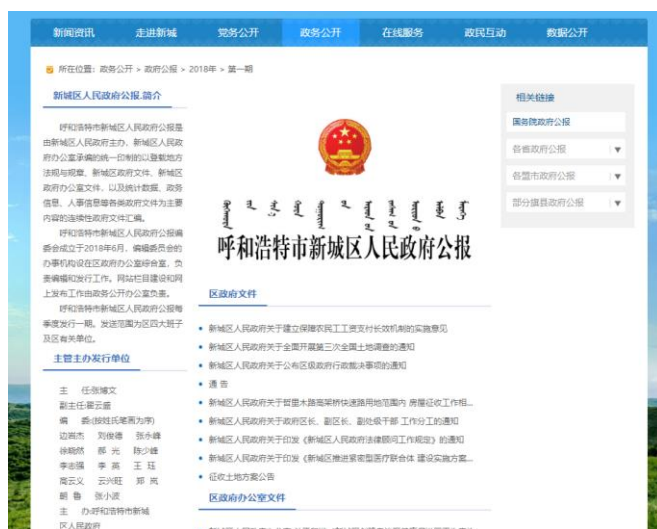 新闻资讯 走进新城 党务公开 政务公开 在线服务 政民互动 数据公开
所在位置：政务公开 > 政府公报 > 2018年 > 第一期
新城区人民政府公报.简介
呼和浩特市新城区人民政府公报是
由新城区人民政府主办、新城区人民政
府办公室承编的统一印制的以登载地方
法规与规章、新城区政府文件、新城区
政府办公室文件、以及统计数据、政务
信息、人事信息等各类政府文件为主要
内容的连续性政府文件汇编。
呼和浩特市新城区人民政府公报编
委会成立于2018年6月，编辑委员会的
办事机构设在区政府办公室综合室，负
责编辑和发行工作。网站栏目建设和网
上发布工作由政务公开办公室负责。
呼和浩特市新城区人民政府公报每
季度发行一期。发送范围为区四大班子
及区有关单位。
主管主办发行单位
主 任:张娴文
副主任:霍云盛
编 委:(按姓氏笔画为序)
边嵩杰 刘俊德 张永峰
徐晓然 郝光 陈少峰
李志强 李英 王珏
高云义 云兴旺 郑岚
朝鲁 张小波
主 办:呼和浩特市新城
区人民政府
呼和浩特市新城区人民政府公报
区政府文件
新城区人民政府关于建立保障农民工工资支付长效机制的实施意见
新城区人民政府关于全国开展第三次全国土地调查的通知
新城区人民政府关于公布区级政府行政裁决事项的通知
通 告
新城区人民政府关于哲里木路高架桥快速路用地范围内 房屋征收工作相...
新城区人民政府关于政府区长、副区长、副处级干部 工作分工的通知
新城区人民政府关于印发《新城区人民政府法律顾问工作规定》的通知
新城区人民政府关于印发《新城区推进紧密型医疗联合体 建设实施方案...
征收土地方案公告
区政府办公室文件
相关链接
国务院政府公报
各省政府公报
各盟市政府公报
部分旗县政府公报